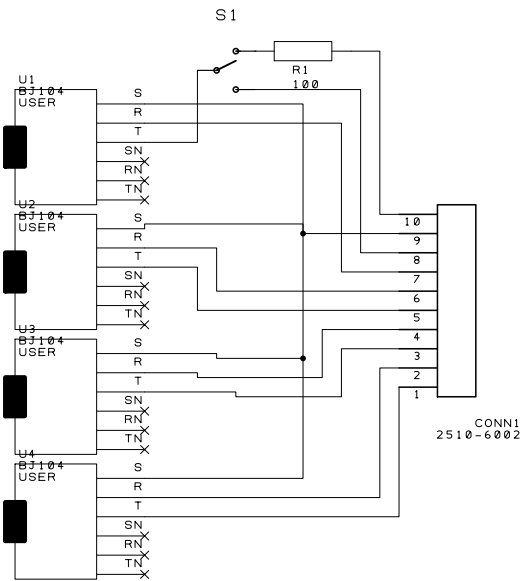 S1
R1
100
U1
BJ104
USER
S
R
T
SN
RN
TN
U2
BJ104
USER
S
R
T
SN
RN
TN
U3
BJ104
USER
S
R
T
SN
RN
TN
U4
BJ104
USER
S
R
T
SN
RN
TN
10
9
8
7
6
5
4
3
2
1
CONN1
2510-6002